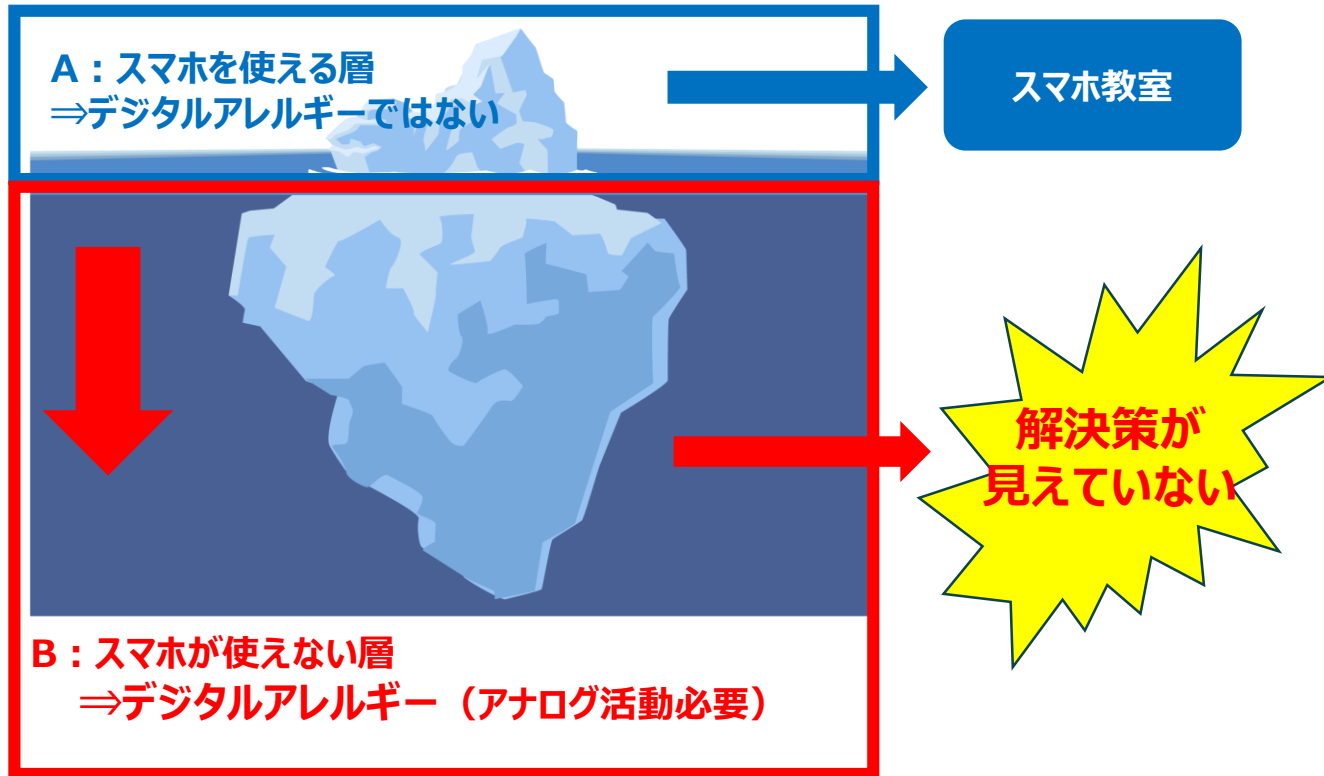 A:スマホを使える層
⇒デジタルアレルギーではない
スマホ教室
解決策が
見えていない
B:スマホが使えない層
⇒デジタルアレルギー(アナログ活動必要)